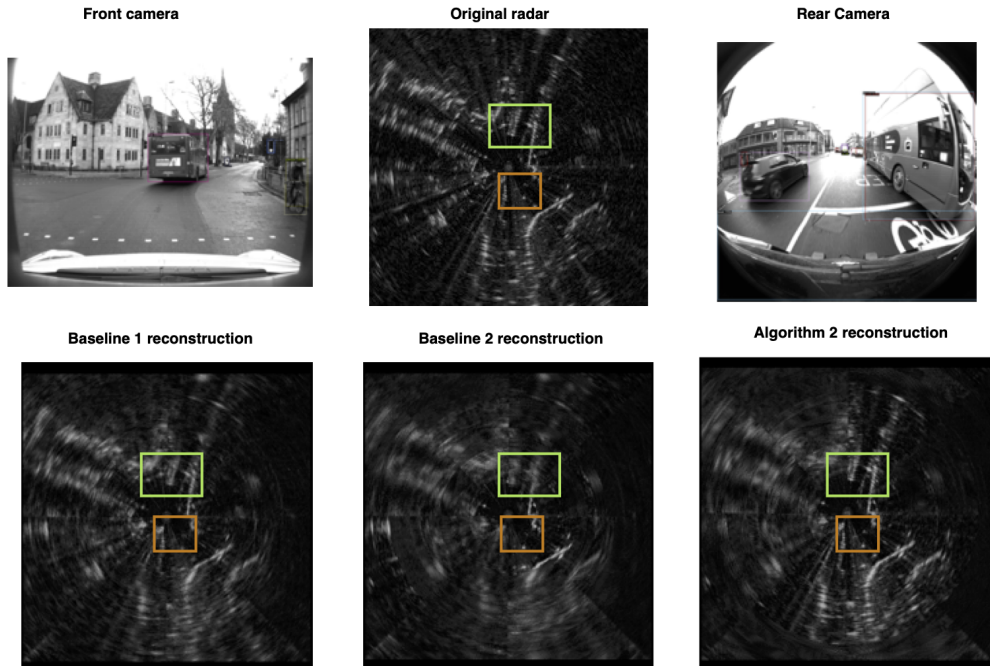 Front camera
Original radar
Rear Camera
Baseline 1 reconstruction
Baseline 2 reconstruction
Algorithm 2 reconstruction